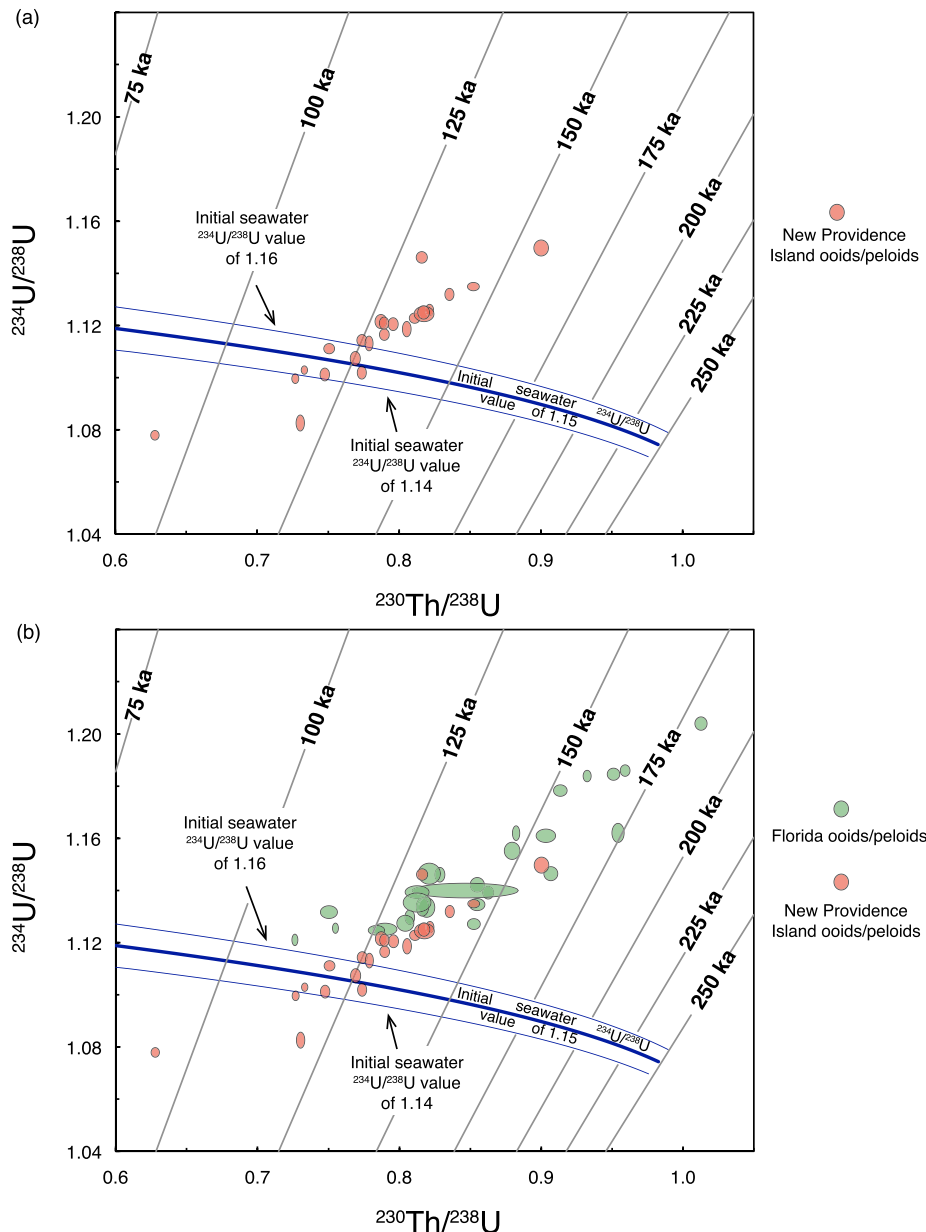 (a)
75 ka
100 ka
125 ka
150 ka
175 ka
200 ka
225 ka
250 ka
1.20
1.16
1.12
1.08
1.04
²³⁴U/²³⁸U
Initial seawater
²³⁴U/²³⁸U value
of 1.16
Initial seawater ²³⁴U/²³⁸U
value of 1.15
Initial seawater
²³⁴U/²³⁸U value
of 1.14
0.6
0.7
0.8
0.9
1.0
²³⁰Th/²³⁸U
New Providence
Island ooids/peloids
(b)
75 ka
100 ka
125 ka
150 ka
175 ka
200 ka
225 ka
250 ka
1.20
1.16
1.12
1.08
1.04
²³⁴U/²³⁸U
Initial seawater
²³⁴U/²³⁸U value
of 1.16
Initial seawater ²³⁴U/²³⁸U
value of 1.15
Initial seawater
²³⁴U/²³⁸U value
of 1.14
0.6
0.7
0.8
0.9
1.0
²³⁰Th/²³⁸U
Florida ooids/peloids
New Providence
Island ooids/peloids